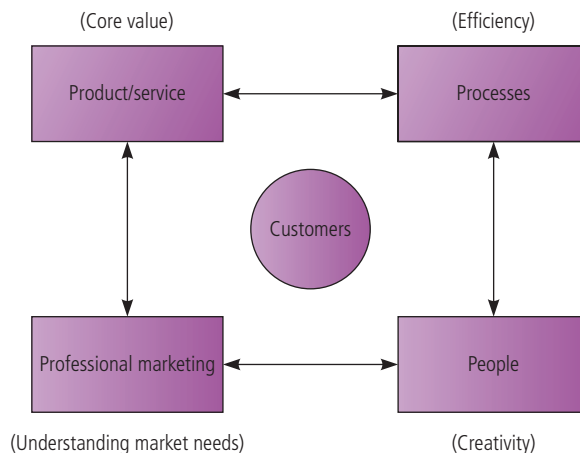 (Core value)
(Efficiency)
Product/service
Processes
Customers
Professional marketing
People
(Understanding market needs)
(Creativity)